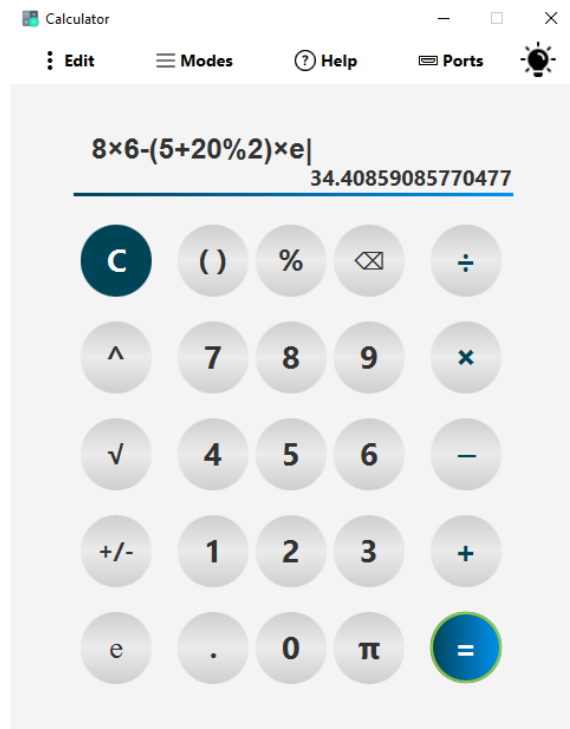 Calculator
Edit Modes ? Help Ports
8×6-(5+20%2)×e|
34.40859085770477
C ( ) % ⌫ ÷
^ 7 8 9 ×
√ 4 5 6 −
+/- 1 2 3 +
e . 0 π =